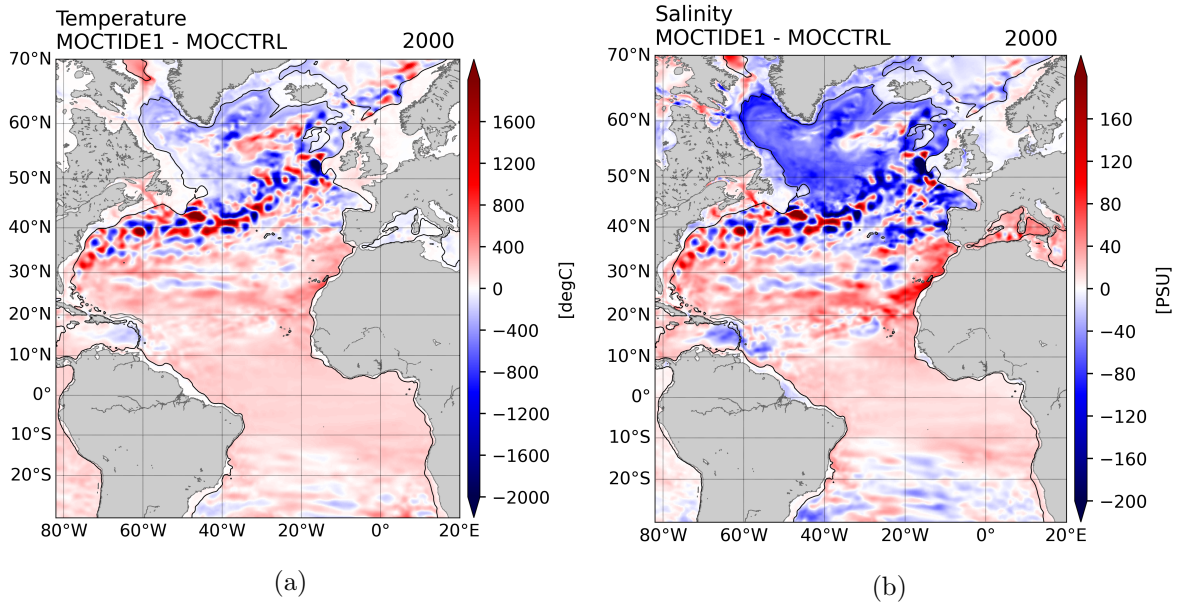 Temperature
MOCTIDE1 - MOCCTRL 2000
70°N
60°N
50°N
40°N
30°N
20°N
10°N
0°
10°S
20°S
80°W 60°W 40°W 20°W 0° 20°E
1600
1200
800
400
0
−400
−800
−1200
−1600
−2000
[degC]
(a)
Salinity
MOCTIDE1 - MOCCTRL 2000
70°N
60°N
50°N
40°N
30°N
20°N
10°N
0°
10°S
20°S
80°W 60°W 40°W 20°W 0° 20°E
160
120
80
40
0
−40
−80
−120
−160
−200
[PSU]
(b)